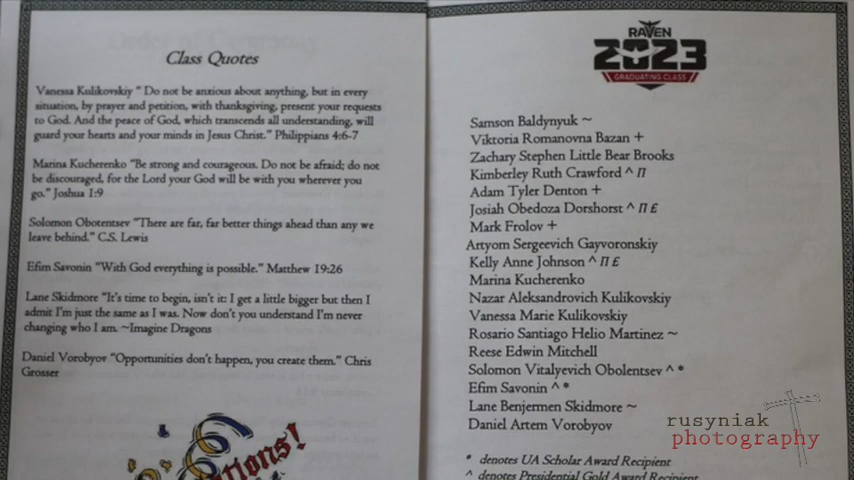 Class Quotes
Vanessa Kulikovskiy " Do not be anxious about anything, but in every
situation, by prayer and petition, with thanksgiving, present your requests
to God. And the peace of God, which transcends all understanding, will
guard your hearts and your minds in Jesus Christ." Philippians 4:6-7
Marina Kucherenko "Be strong and courageous. Do not be afraid; do not
be discouraged, for the Lord your God will be with you wherever you
go." Joshua 1:9
Solomon Obotentsev "There are far, far better things ahead than any we
leave behind." C.S. Lewis
Efim Savonin "With God everything is possible." Matthew 19:26
Lane Skidmore "It's time to begin, isn't it: I get a little bigger but then I
admit I'm just the same as I was. Now don't you understand I'm never
changing who I am. ~Imagine Dragons
Daniel Vorobyov "Opportunities don't happen, you create them." Chris
Grosser
RAVEN
2023
GRADUATING CLASS
Samson Baldynyuk ~
Viktoria Romanovna Bazan +
Zachary Stephen Little Bear Brooks
Kimberley Ruth Crawford ^ Π
Adam Tyler Denton +
Josiah Obedoza Dorshorst ^ Π £
Mark Frolov +
Artyom Sergeevich Gayvoronskiy
Kelly Anne Johnson ^ Π £
Marina Kucherenko
Nazar Aleksandrovich Kulikovskiy
Vanessa Marie Kulikovskiy
Rosario Santiago Helio Martinez ~
Reese Edwin Mitchell
Solomon Vitalyevich Obolentsev ^ *
Efim Savonin ^ *
Lane Benjermen Skidmore ~
Daniel Artem Vorobyov
* denotes UA Scholar Award Recipient
^ denotes Presidential Gold Award Recipient
rusyniak
photography